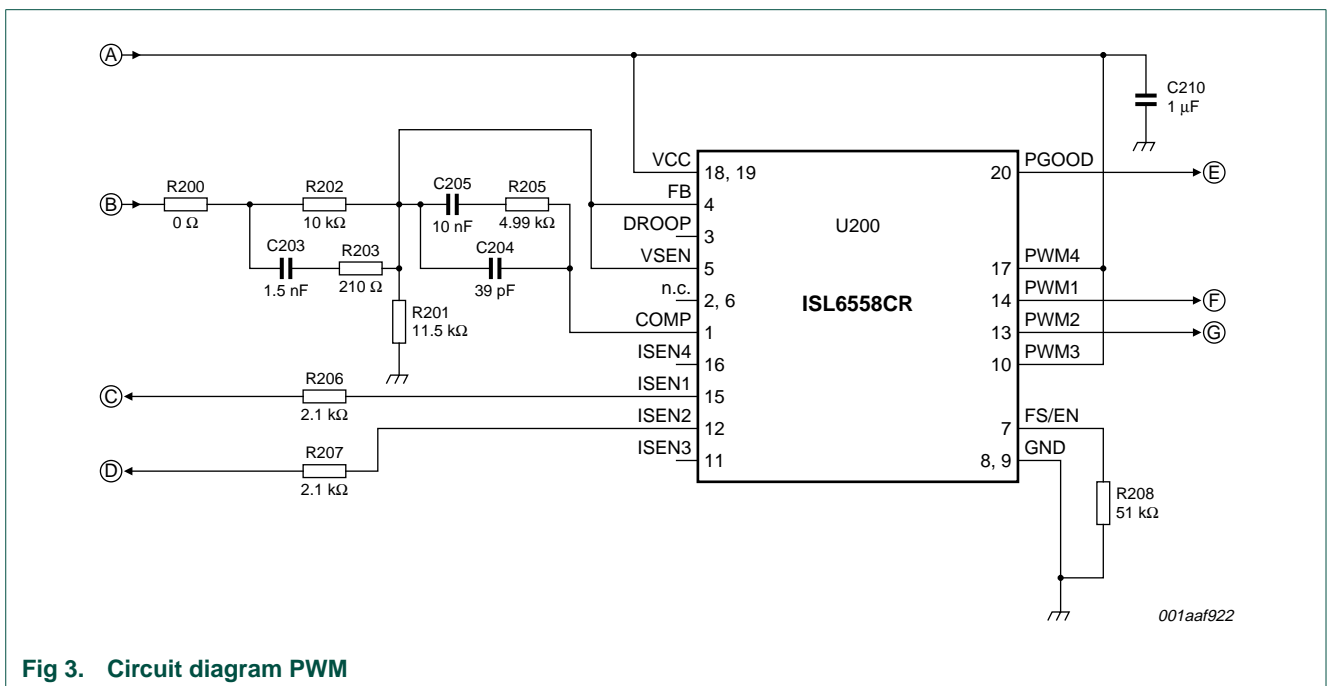 A
C210
1 μF
VCC
18, 19
20
PGOOD
E
B
R200
0 Ω
R202
10 kΩ
C205
10 nF
R205
4.99 kΩ
FB
4
DROOP
3
U200
C203
1.5 nF
R203
210 Ω
C204
39 pF
VSEN
5
17
PWM4
n.c.
2, 6
ISL6558CR
14
PWM1
F
R201
11.5 kΩ
COMP
1
13
PWM2
G
ISEN4
16
10
PWM3
C
R206
2.1 kΩ
ISEN1
15
ISEN2
12
7
FS/EN
D
R207
2.1 kΩ
ISEN3
11
8, 9
GND
R208
51 kΩ
001aaf922
Fig 3. Circuit diagram PWM